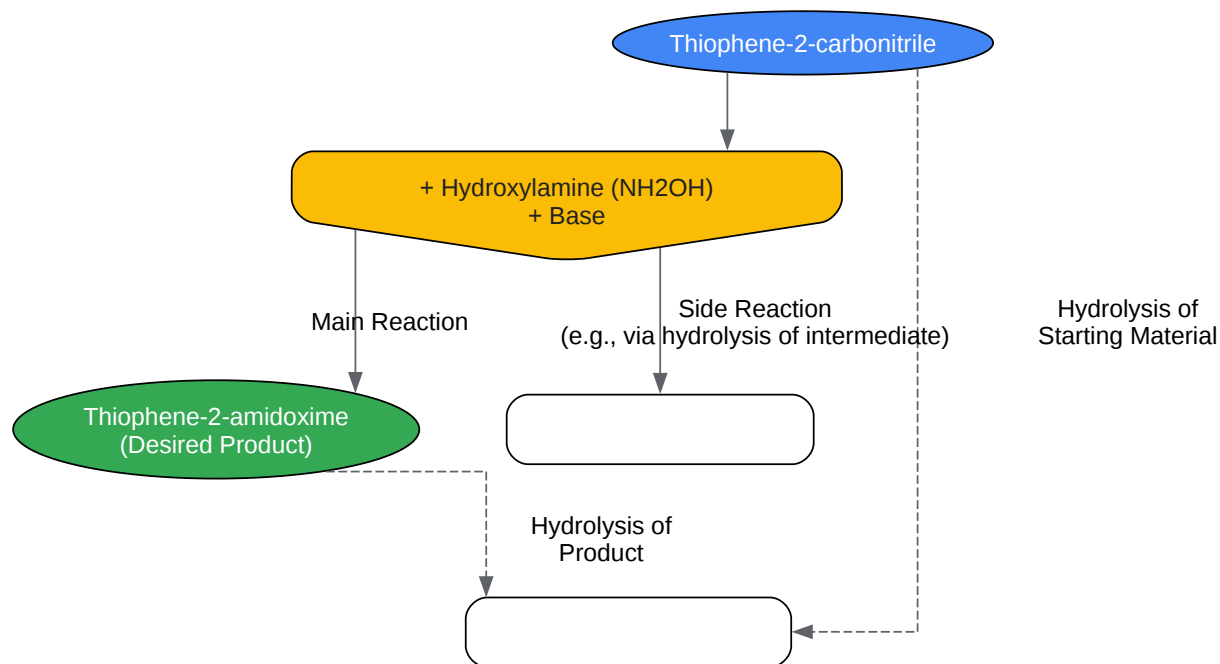 Thiophene-2-carbonitrile
+ Hydroxylamine (NH2OH)
+ Base
Main Reaction
Side Reaction
(e.g., via hydrolysis of intermediate)
Hydrolysis of
Starting Material
Thiophene-2-amidoxime
(Desired Product)
Hydrolysis of
Product